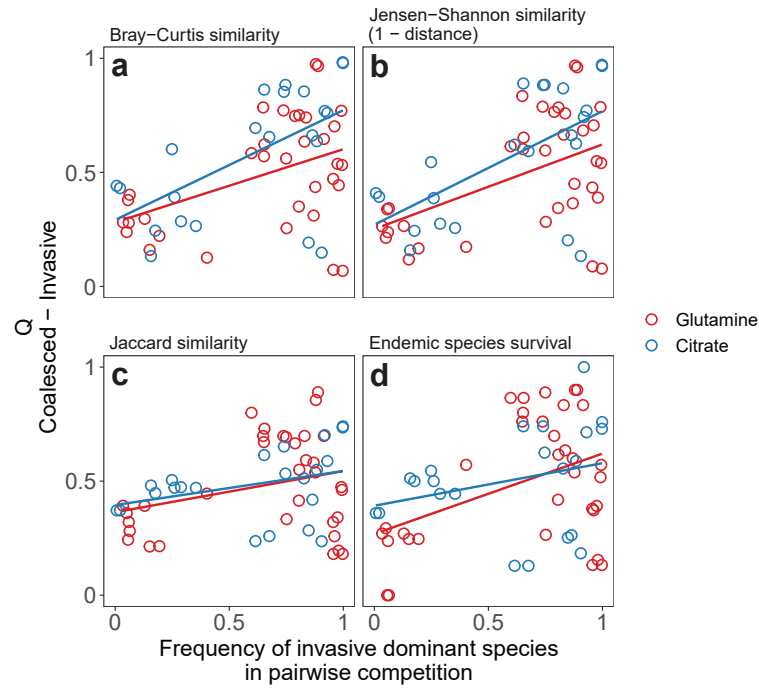 Bray−Curtis similarity
Jensen−Shannon similarity
(1 − distance)
a
b
1
0.5
0
Q
Coalesced − Invasive
Glutamine
Citrate
Jaccard similarity
Endemic species survival
c
d
1
0.5
0
0
0.5
1
0
0.5
1
Frequency of invasive dominant species
in pairwise competition